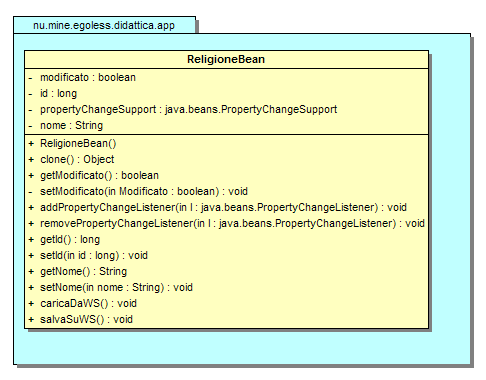 nu.mine.egoless.didattica.app
ReligioneBean
- modificato : boolean
- id : long
- propertyChangeSupport : java.beans.PropertyChangeSupport
- nome : String
+ ReligioneBean()
+ clone() : Object
+ getModificato() : boolean
- setModificato(in Modificato : boolean) : void
+ addPropertyChangeListener(in l : java.beans.PropertyChangeListener) : void
+ removePropertyChangeListener(in l : java.beans.PropertyChangeListener) : void
+ getId() : long
+ setId(in id : long) : void
+ getNome() : String
+ setNome(in nome : String) : void
+ caricaDaWS() : void
+ salvaSuWS() : void